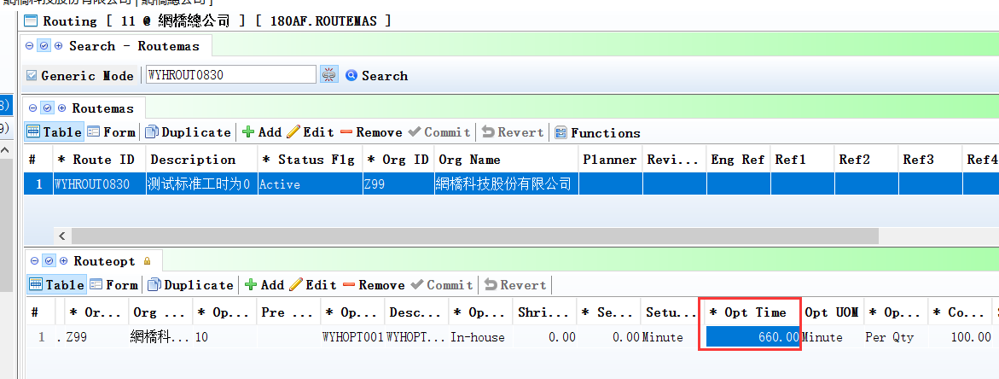 Routing [ 11 @ 網橋總公司 ] [ 180AF.ROUTEMAS ]
Search - Routemas
Generic Mode WYHROUT0830 Search
8)
Routemas
9)
Table Form Duplicate Add Edit Remove Commit Revert Functions
# * Route ID Description * Status Flg * Org ID Org Name Planner Revi... Eng Ref Ref1 Ref2 Ref3 Ref4
1 WYHROUT0830 测试标准工时为0 Active Z99 網橋科技股份有限公司
Routeopt
Table Form Duplicate Add Edit Remove Commit Revert
# * Or... Org ... * Op... Pre ... * Op... Desc... * Op... Shri... * Se... Setu... * Opt Time Opt UOM * Op... * Co...
1 . Z99 網橋科... 10 WYHOPT001 WYHOPT... In-house 0.00 0.00 Minute 660.00 Minute Per Qty 100.00